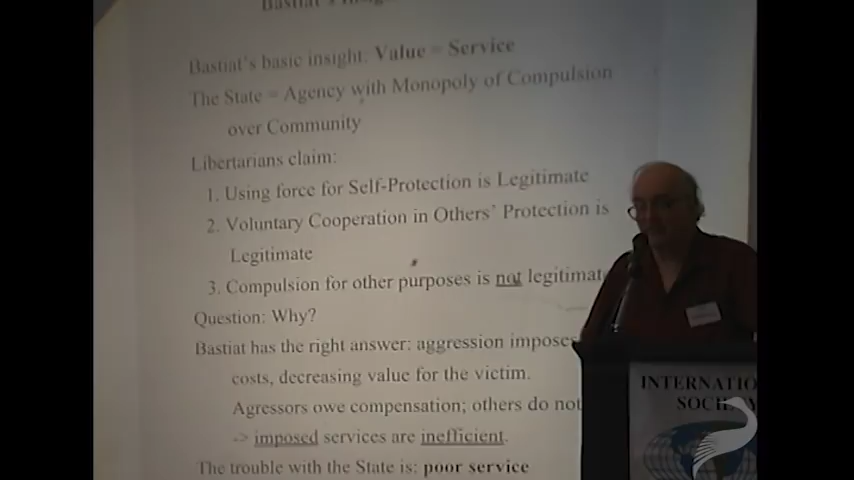 Bastiat's
Bastiat's basic insight: Value = Service
The State = Agency with Monopoly of Compulsion
over Community
Libertarians claim:
1. Using force for Self-Protection is Legitimate
2. Voluntary Cooperation in Others' Protection is
Legitimate
3. Compulsion for other purposes is not legitimat
Question: Why?
Bastiat has the right answer: aggression imposes
costs, decreasing value for the victim.
Agressors owe compensation; others do not
-> imposed services are inefficient.
The trouble with the State is: poor service
INTERNATIO
SOC